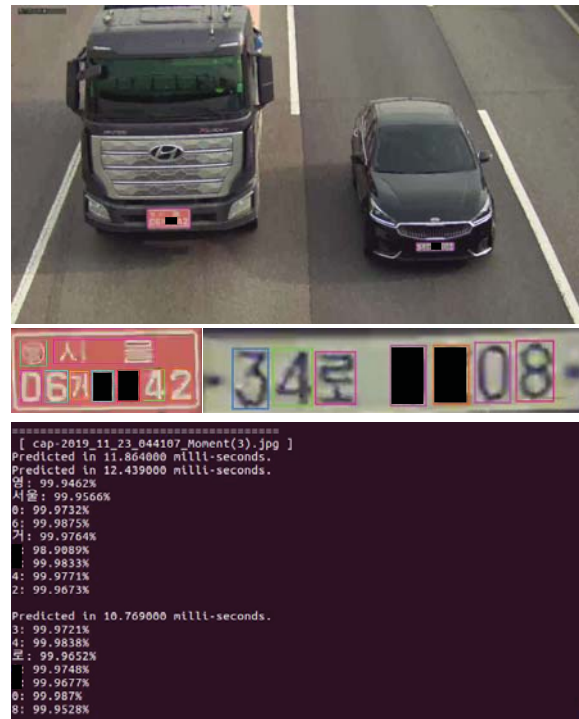 영 서 울
06거 42
34로 08
======================================
[ cap-2019_11_23_044107_Moment(3).jpg ]
Predicted in 11.864000 milli-seconds.
Predicted in 12.439000 milli-seconds.
영: 99.9462%
서울: 99.9566%
0: 99.9732%
6: 99.9875%
거: 99.9764%
: 98.9089%
: 99.9833%
4: 99.9771%
2: 99.9673%
Predicted in 10.769000 milli-seconds.
3: 99.9721%
4: 99.9838%
로: 99.9652%
: 99.9748%
: 99.9677%
0: 99.987%
8: 99.9528%